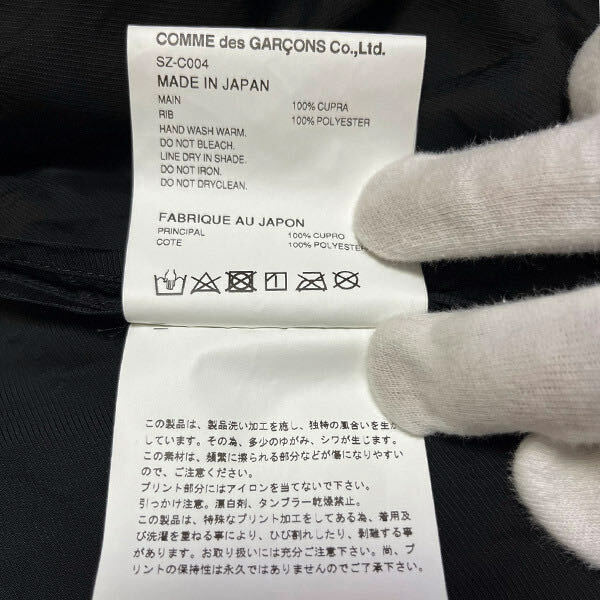 COMME des GARÇONS Co.,Ltd.
SZ-C004
MADE IN JAPAN
MAIN 100% CUPRA
RIB 100% POLYESTER
HAND WASH WARM.
DO NOT BLEACH.
LINE DRY IN SHADE.
DO NOT IRON.
DO NOT DRYCLEAN.
FABRIQUE AU JAPON
PRINCIPAL 100% CUPRO
COTE 100% POLYESTER
1
この製品は、製品洗い加工を施し、独特の風合いを生か
しています。その為、多少のゆがみ、シワが生じます。
この素材は、頻繁に擦られる部分などが傷になりやすい
ので、ご注意ください。
プリント部分にはアイロンを当てないで下さい。
引っかけ注意。漂白剤、タンブラー乾燥禁止。
この製品は、特殊なプリント加工をしてある為、着用及
び洗濯を重ねる事により、ひび割れしたり、剥離する事
があります。お取り扱いには充分ご注意下さい。尚、プ
リントの保持性は永久ではありませんのでご了承下さい。